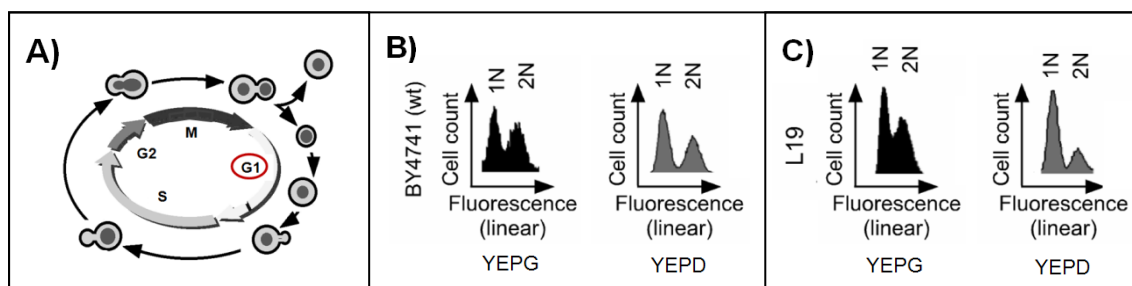 A)
M
G2
G1
S
B)
BY4741 (wt)
1N
2N
Cell count
Fluorescence
(linear)
YEPG
1N
2N
Cell count
Fluorescence
(linear)
YEPD
C)
L19
1N
2N
Cell count
Fluorescence
(linear)
YEPG
1N
2N
Cell count
Fluorescence
(linear)
YEPD